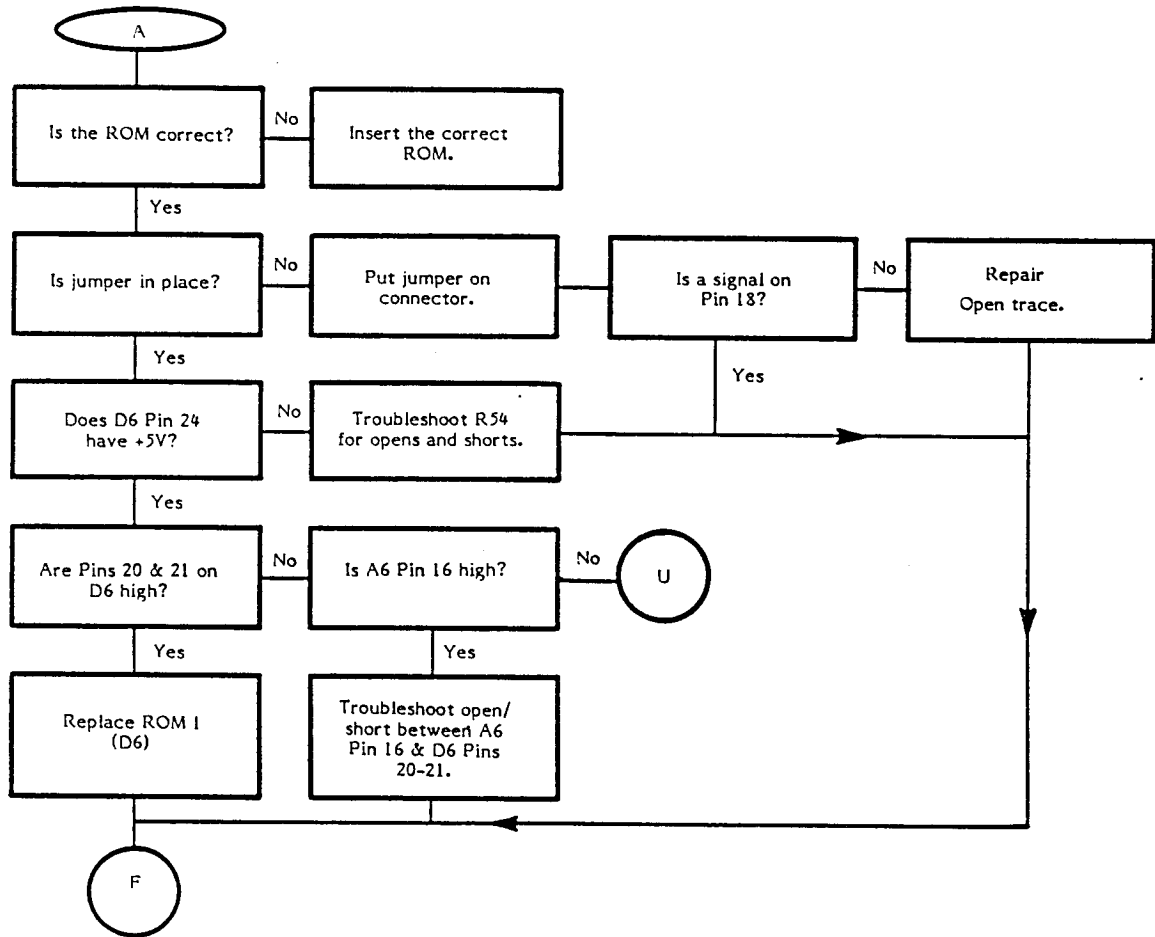 A
Is the ROM correct?
No
Insert the correct
ROM.
Yes
Is jumper in place?
No
Put jumper on
connector.
Is a signal on
Pin 18?
No
Repair
Open trace.
Yes
Yes
Does D6 Pin 24
have +5V?
No
Troubleshoot R54
for opens and shorts.
Yes
Are Pins 20 & 21 on
D6 high?
No
Is A6 Pin 16 high?
No
U
Yes
Yes
Replace ROM 1
(D6)
Troubleshoot open/
short between A6
Pin 16 & D6 Pins
20-21.
F